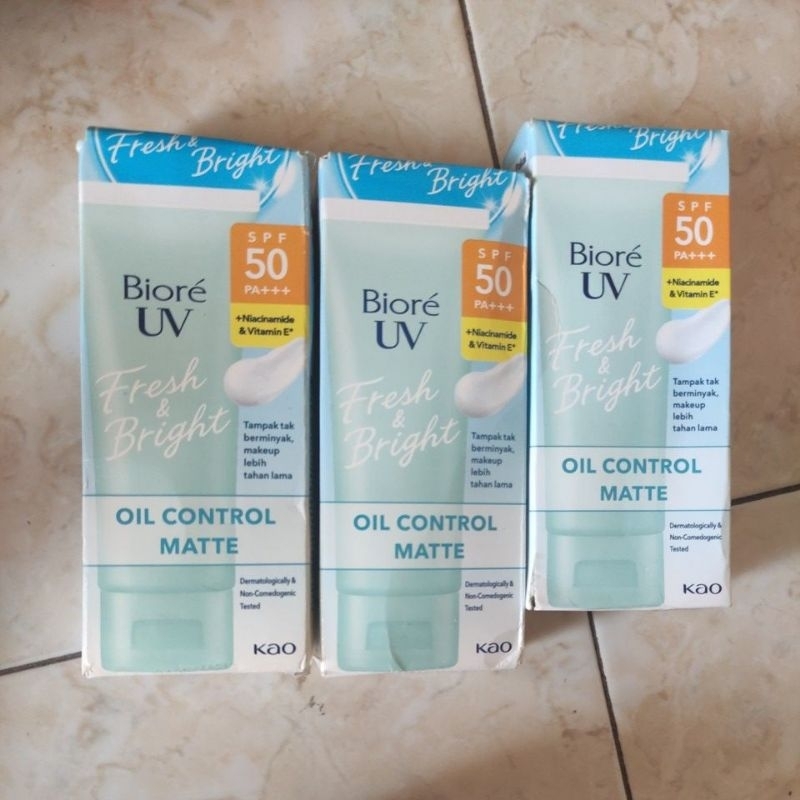 Fresh &
Bright
SPF
50
PA+++
+Niacinamide
& Vitamin E*
Bioré
UV
Fresh
&
Bright
Tampak tak
berminyak,
makeup
lebih
tahan lama
OIL CONTROL
MATTE
Dermatologically &
Non-Comedogenic
Tested
Kao
Fresh &
Bright
SPF
50
PA+++
+Niacinamide
& Vitamin E*
Bioré
UV
Fresh
&
Bright
Tampak tak
berminyak,
makeup
lebih
tahan lama
OIL CONTROL
MATTE
Dermatologically &
Non-Comedogenic
Tested
Kao
Fresh &
Bright
SPF
50
PA+++
+Niacinamide
& Vitamin E*
Bioré
UV
Fresh
&
Bright
Tampak tak
berminyak,
makeup
lebih
tahan lama
OIL CONTROL
MATTE
Dermatologically &
Non-Comedogenic
Tested
Kao